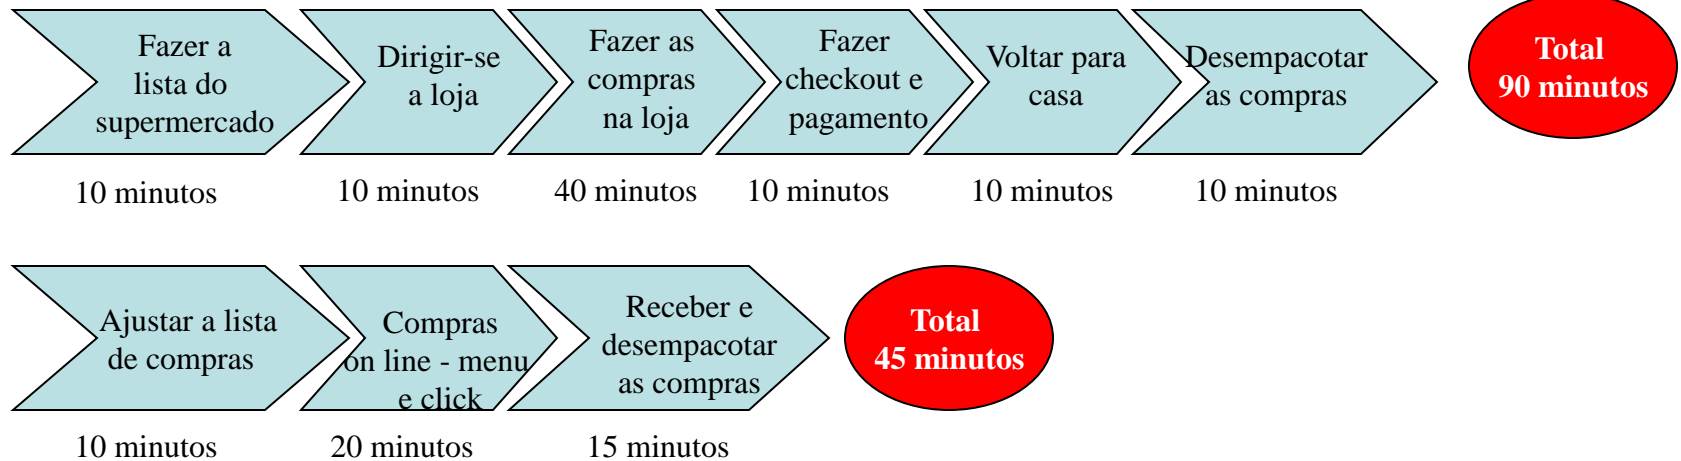 Fazer a
lista do
supermercado
Dirigir-se
a loja
Fazer as
compras
na loja
Fazer
checkout e
pagamento
Voltar para
casa
Desempacotar
as compras
Total
90 minutos
10 minutos
10 minutos
40 minutos
10 minutos
10 minutos
10 minutos
Ajustar a lista
de compras
Compras
on line - menu
e click
Receber e
desempacotar
as compras
Total
45 minutos
10 minutos
20 minutos
15 minutos